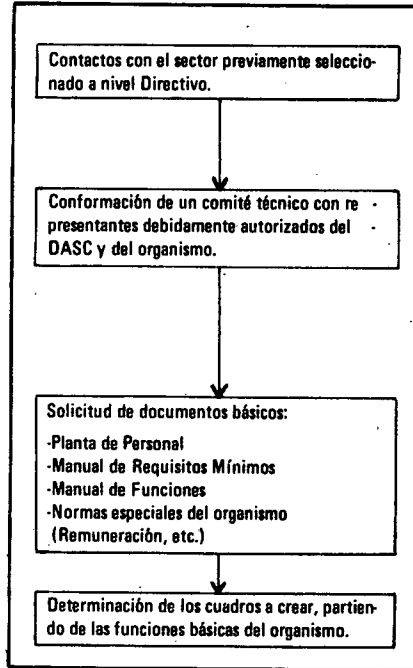 Contactos con el sector previamente seleccio-
nado a nivel Directivo.
Conformación de un comité técnico con re -
presentantes debidamente autorizados del -
DASC y del organismo.
Solicitud de documentos básicos:
-Planta de Personal
-Manual de Requisitos Mínimos
-Manual de Funciones
-Normas especiales del organismo
(Remuneración, etc.)
Determinación de los cuadros a crear, partien-
do de las funciones básicas del organismo.